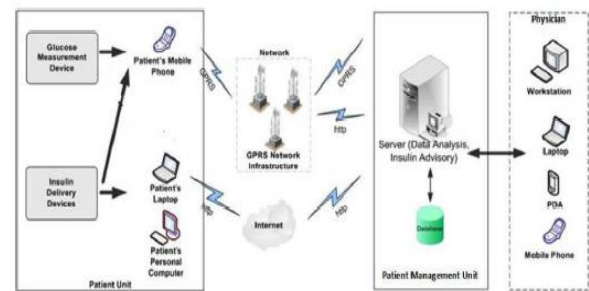 Glucose
Measurement
Device
Patient's Mobile
Phone
Insulin
Delivery
Devices
Patient's
Laptop
Patient's
Personal
Computer
Patient Unit
GPRS
http
Network
GPRS Network
Infrastructure
Internet
GPRS
http
http
Server (Data Analysis,
Insulin Advisory)
Database
Patient Management Unit
Physician
Workstation
Laptop
PDA
Mobile Phone